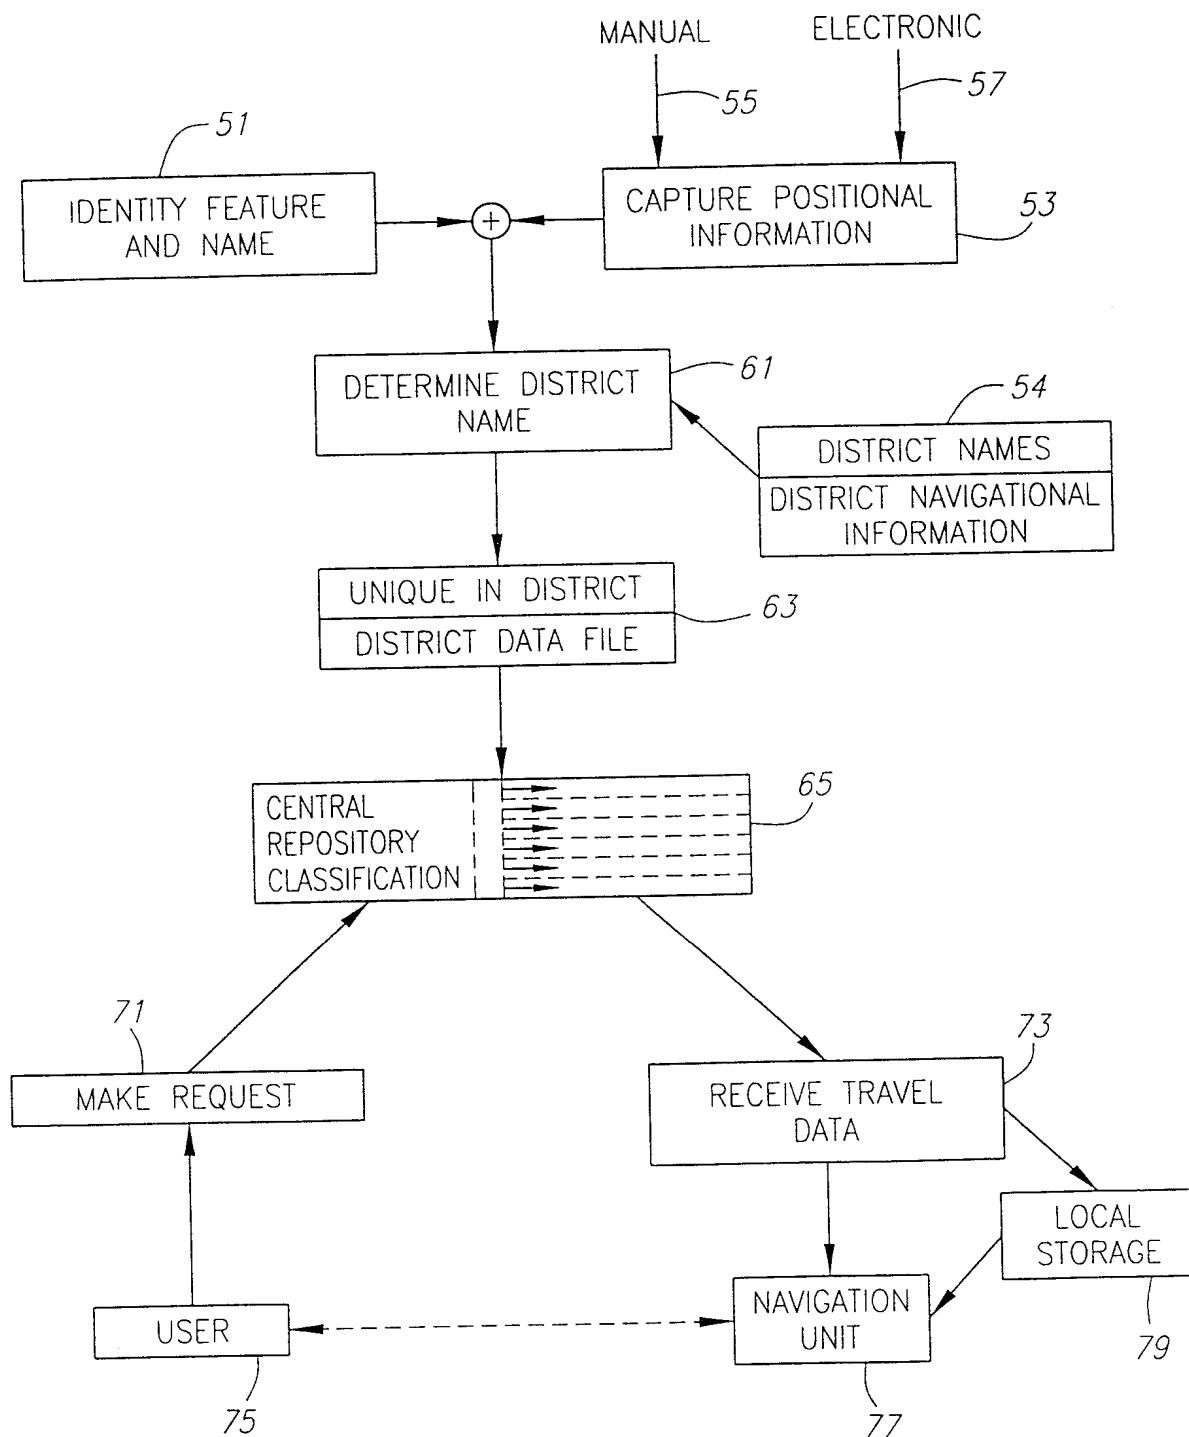 MANUAL
ELECTRONIC
55
57
51
IDENTITY FEATURE
AND NAME
+
CAPTURE POSITIONAL
INFORMATION
53
DETERMINE DISTRICT
NAME
61
54
DISTRICT NAMES
DISTRICT NAVIGATIONAL
INFORMATION
UNIQUE IN DISTRICT
DISTRICT DATA FILE
63
CENTRAL
REPOSITORY
CLASSIFICATION
65
71
MAKE REQUEST
73
RECEIVE TRAVEL
DATA
LOCAL
STORAGE
79
USER
75
NAVIGATION
UNIT
77